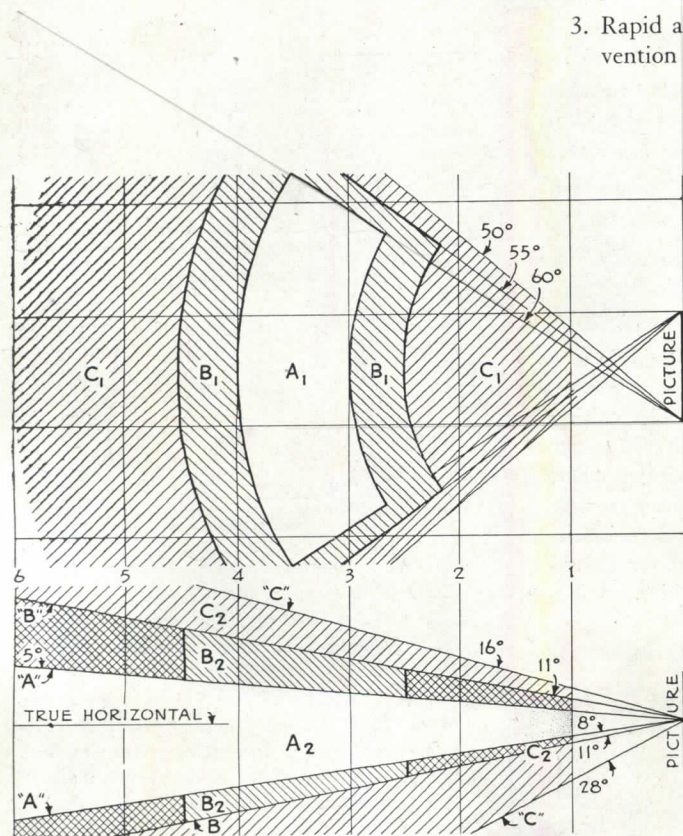 3. Rapid a
vention
50°
55°
60°
C₁
B₁
A₁
B₁
C₁
PICTURE
6 5 4 3 2 1
"C"
"B"
C₂
16°
11°
5°
B₂
"A"
PICTURE
TRUE HORIZONTAL
8°
A₂
11°
C₂
28°
"A"
B₂
B
"C"